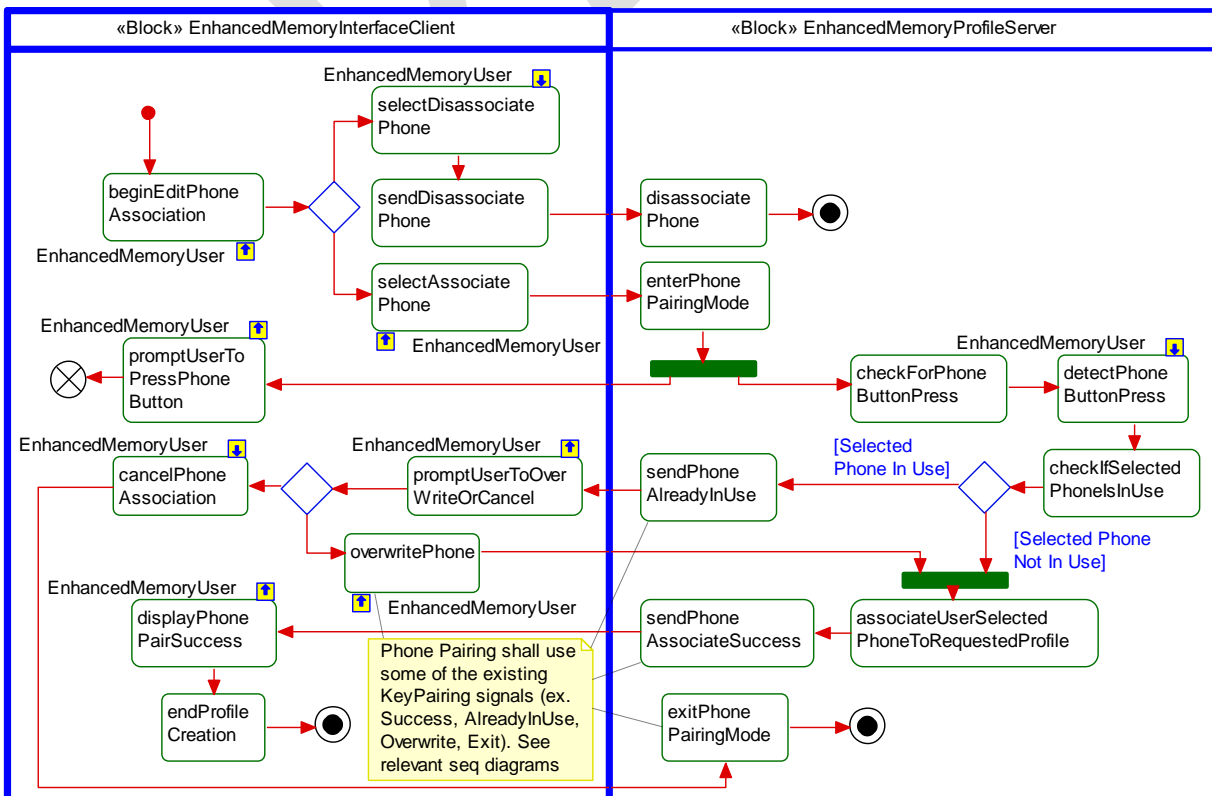 «Block» EnhancedMemoryInterfaceClient
«Block» EnhancedMemoryProfileServer
EnhancedMemoryUser
selectDisassociate
Phone
beginEditPhone
Association
EnhancedMemoryUser
sendDisassociate
Phone
disassociate
Phone
selectAssociate
Phone
EnhancedMemoryUser
enterPhone
PairingMode
EnhancedMemoryUser
promptUserTo
PressPhone
Button
checkForPhone
ButtonPress
EnhancedMemoryUser
detectPhone
ButtonPress
EnhancedMemoryUser
cancelPhone
Association
EnhancedMemoryUser
promptUserToOver
WriteOrCancel
sendPhone
AlreadyInUse
[Selected
Phone In Use]
checkIfSelected
PhoneIsInUse
overwritePhone
EnhancedMemoryUser
[Selected Phone
Not In Use]
EnhancedMemoryUser
displayPhone
PairSuccess
sendPhone
AssociateSuccess
associateUserSelected
PhoneToRequestedProfile
Phone Pairing shall use
some of the existing
KeyPairing signals (ex.
Success, AlreadyInUse,
Overwrite, Exit). See
relevant seq diagrams
endProfile
Creation
exitPhone
PairingMode